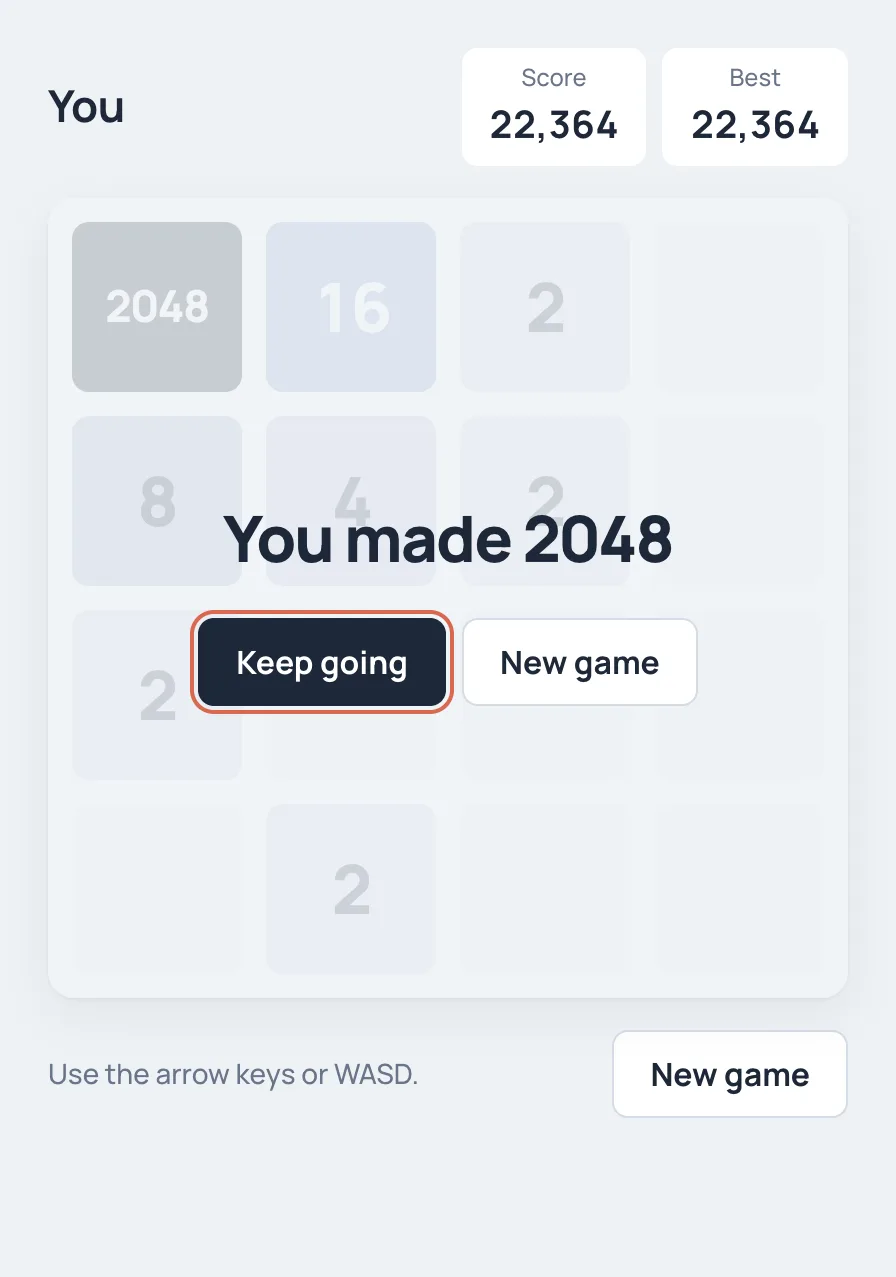 You
Score
22,364
Best
22,364
2048 16 2
8 4 2
You made 2048
Keep going
New game
2
2
Use the arrow keys or WASD.
New game